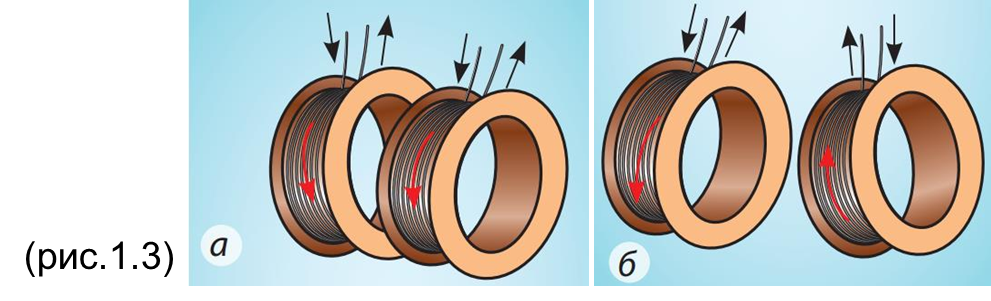 (рис.1.3)
а
б